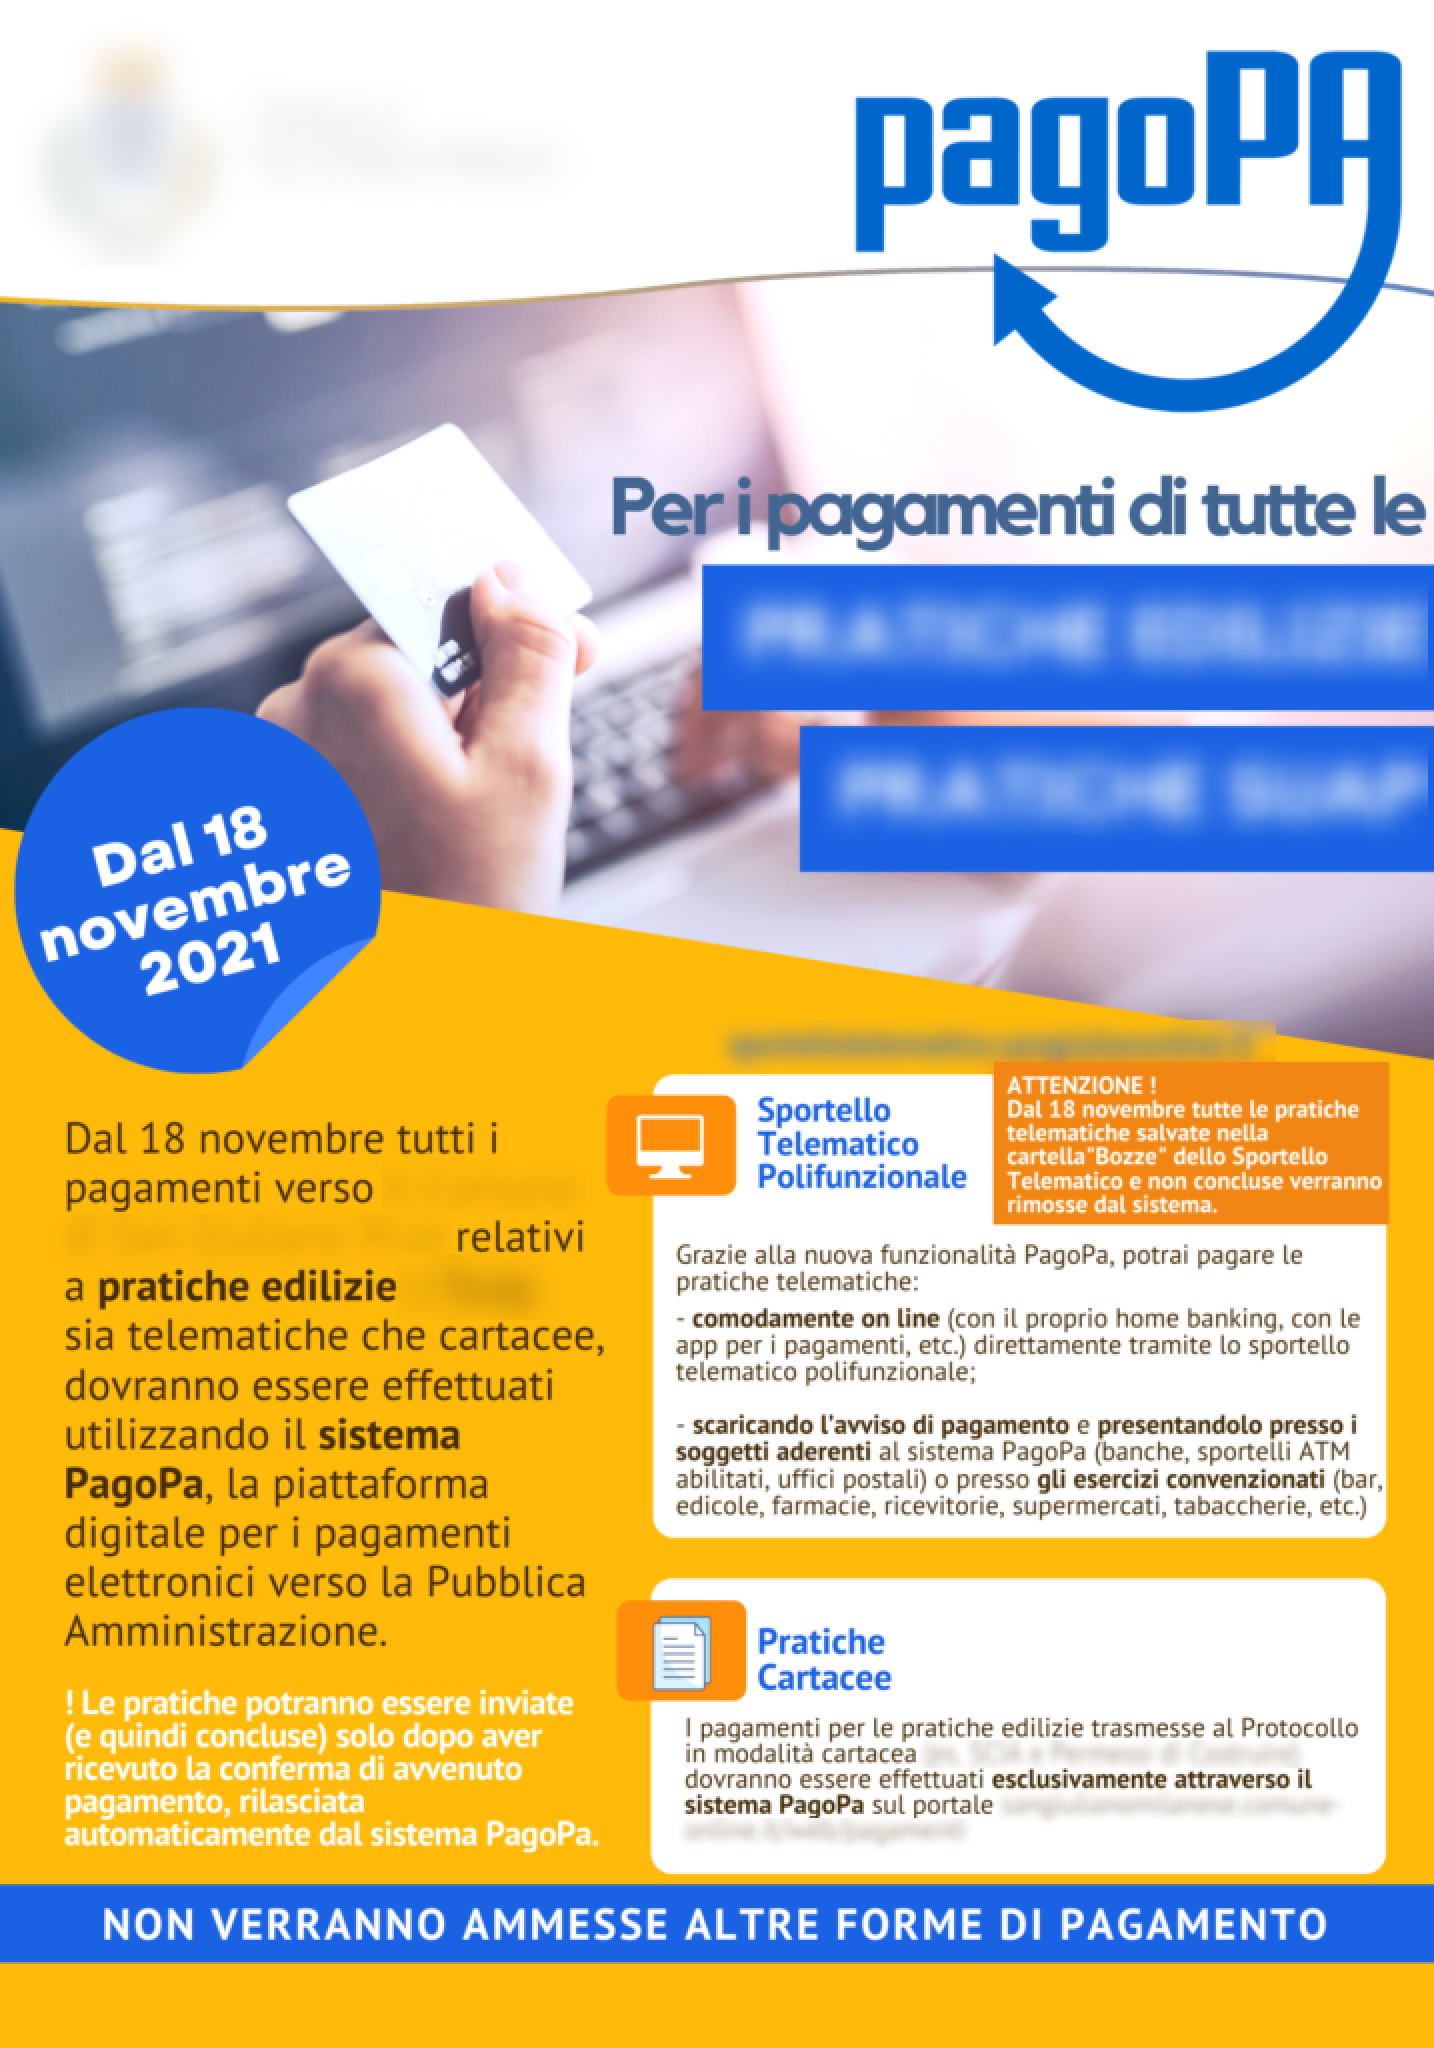 pagoPA
Per i pagamenti di tutte le
PRATICHE EDILIZIE
PRATICHE SUAP
Dal 18
novembre
2021
Dal 18 novembre tutti i
pagamenti verso
relativi
a pratiche edilizie
sia telematiche che cartacee,
dovranno essere effettuati
utilizzando il sistema
PagoPa, la piattaforma
digitale per i pagamenti
elettronici verso la Pubblica
Amministrazione.
! Le pratiche potranno essere inviate
(e quindi concluse) solo dopo aver
ricevuto la conferma di avvenuto
pagamento, rilasciata
automaticamente dal sistema PagoPa.
Sportello
Telematico
Polifunzionale
ATTENZIONE !
Dal 18 novembre tutte le pratiche
telematiche salvate nella
cartella"Bozze" dello Sportello
Telematico e non concluse verranno
rimosse dal sistema.
Grazie alla nuova funzionalità PagoPa, potrai pagare le
pratiche telematiche:
- comodamente on line (con il proprio home banking, con le
app per i pagamenti, etc.) direttamente tramite lo sportello
telematico polifunzionale;
- scaricando l'avviso di pagamento e presentandolo presso i
soggetti aderenti al sistema PagoPa (banche, sportelli ATM
abilitati, uffici postali) o presso gli esercizi convenzionati (bar,
edicole, farmacie, ricevitorie, supermercati, tabaccherie, etc.)
Pratiche
Cartacee
I pagamenti per le pratiche edilizie trasmesse al Protocollo
in modalità cartacea
dovranno essere effettuati esclusivamente attraverso il
sistema PagoPa sul portale
NON VERRANNO AMMESSE ALTRE FORME DI PAGAMENTO